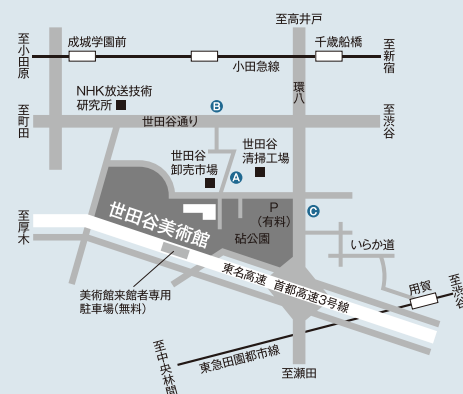 至高井戸
至小田原
成城学園前
千歳船橋
至新宿
小田急線
環八
NHK放送技術
研究所
B
至町田
世田谷通り
至渋谷
世田谷
卸売市場
世田谷
清掃工場
A
P
(有料)
C
砧公園
世田谷美術館
至厚木
いらか道
東名高速 首都高速3号線
美術館来館者専用
駐車場(無料)
用賀
至渋谷
至中央林間
東急田園都市線
至瀬田